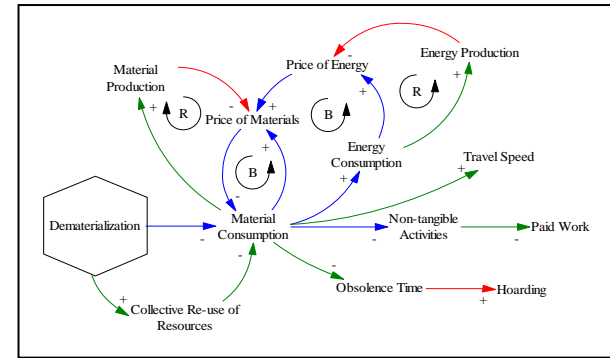 Price of Energy
Energy Production
Material
Production
Price of Materials
Energy
Consumption
Travel Speed
Dematerialization
Material
Consumption
Non-tangible
Activities
Paid Work
Obsolence Time
Hoarding
Collective Re-use of
Resources
R
B
R
B
-
+
-
+
+
+
+
-
+
-
+
+
-
-
-
-
-
+
+